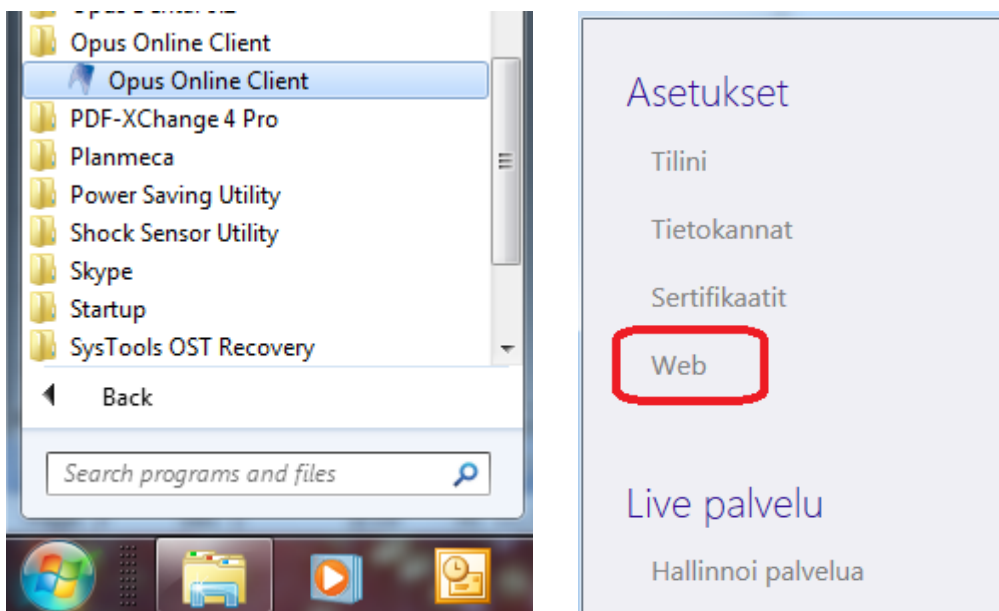 Opus Online Client
Opus Online Client
PDF-XChange 4 Pro
Planmeca
Power Saving Utility
Shock Sensor Utility
Skype
Startup
SysTools OST Recovery
Back
Search programs and files
Asetukset
Tilini
Tietokannat
Sertifikaatit
Web
Live palvelu
Hallinnoi palvelua